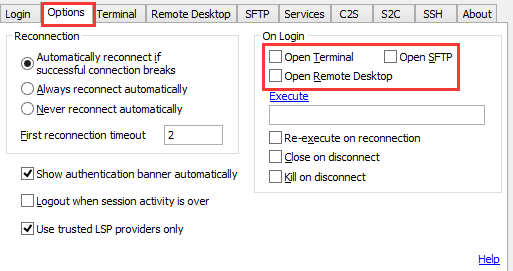 Login Options Terminal Remote Desktop SFTP Services C2S S2C SSH About
Reconnection
Automatically reconnect if
successful connection breaks
Always reconnect automatically
Never reconnect automatically
First reconnection timeout 2
Show authentication banner automatically
Logout when session activity is over
Use trusted LSP providers only
On Login
Open Terminal Open SFTP
Open Remote Desktop
Execute
Re-execute on reconnection
Close on disconnect
Kill on disconnect
Help